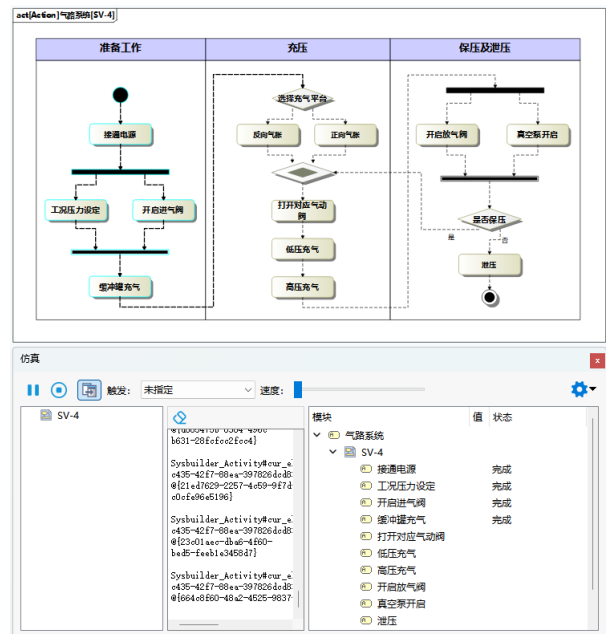 act[Action]气路系统[SV-4]
准备工作
充压
保压及泄压
选择充气平台
接通电源
反向气胀
正向气胀
开启放气阀
真空泵开启
工况压力设定
开启进气阀
打开对应气动
阀
是否保压
是
否
低压充气
泄压
缓冲罐充气
高压充气
仿真
触发:
未指定
速度:
SV-4
b631-28fcfcc2fcc4}
Sysbuilder_Activity#cur_el
c435-42f7-88ea-397826dcd8
@{21ed7629-2257-4c59-9f7d
c0cfe96e5196}
Sysbuilder_Activity#cur_el
c435-42f7-88ea-397826dcd8
@{23c01aec-dba6-4f60-
bed5-feeb1e3458d7}
Sysbuilder_Activity#cur_el
c435-42f7-88ea-397826dcd8
@{664c8f60-48a2-4525-9837-
模块
值
状态
气路系统
SV-4
接通电源
完成
工况压力设定
完成
开启进气阀
完成
缓冲罐充气
完成
打开对应气动阀
低压充气
高压充气
开启放气阀
真空泵开启
泄压